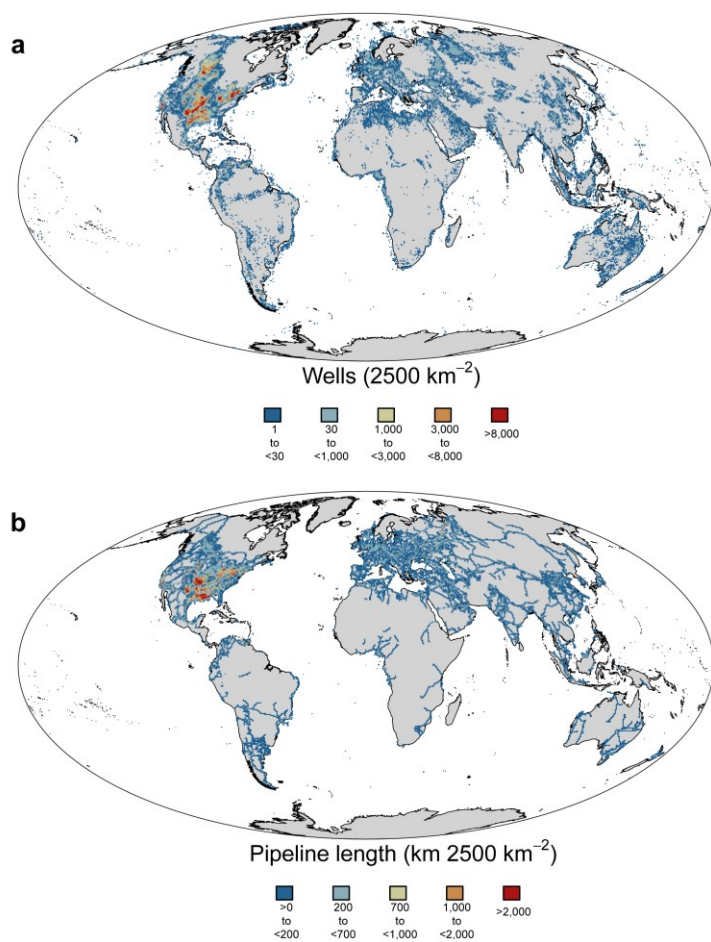 a
Wells (2500 km⁻²)
1 30 1,000 3,000 >8,000
to to to to
<30 <1,000 <3,000 <8,000
b
Pipeline length (km 2500 km⁻²)
>0 200 700 1,000 >2,000
to to to to
<200 <700 <1,000 <2,000